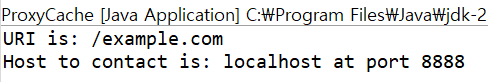 ProxyCache [Java Application] C:₩Program Files₩Java₩jdk-2
URI is: /example.com
Host to contact is: localhost at port 8888